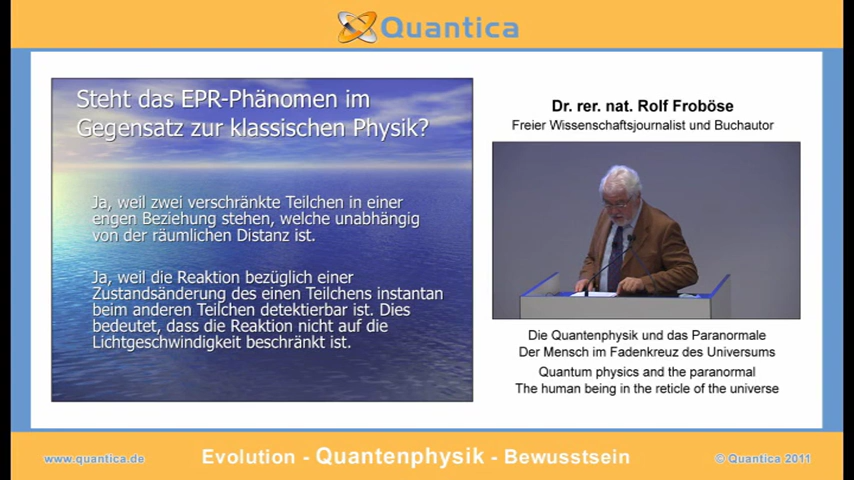 Quantica
Steht das EPR-Phänomen im
Gegensatz zur klassischen Physik?
Ja, weil zwei verschränkte Teilchen in einer
engen Beziehung stehen, welche unabhängig
von der räumlichen Distanz ist.
Ja, weil die Reaktion bezüglich einer
Zustandsänderung des einen Teilchens instantan
beim anderen Teilchen detektierbar ist. Dies
bedeutet, dass die Reaktion nicht auf die
Lichtgeschwindigkeit beschränkt ist.
Dr. rer. nat. Rolf Froböse
Freier Wissenschaftsjournalist und Buchautor
Die Quantenphysik und das Paranormale
Der Mensch im Fadenkreuz des Universums
Quantum physics and the paranormal
The human being in the reticle of the universe
www.quantica.de
Evolution - Quantenphysik - Bewusstsein
© Quantica 2011